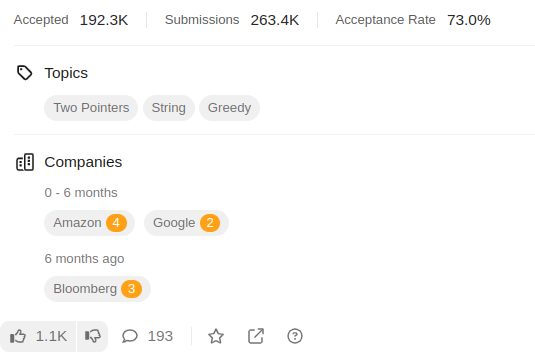 Accepted 192.3K Submissions 263.4K Acceptance Rate 73.0%
Topics
Two Pointers String Greedy
Companies
0 - 6 months
Amazon 4 Google 2
6 months ago
Bloomberg 3
1.1K 193